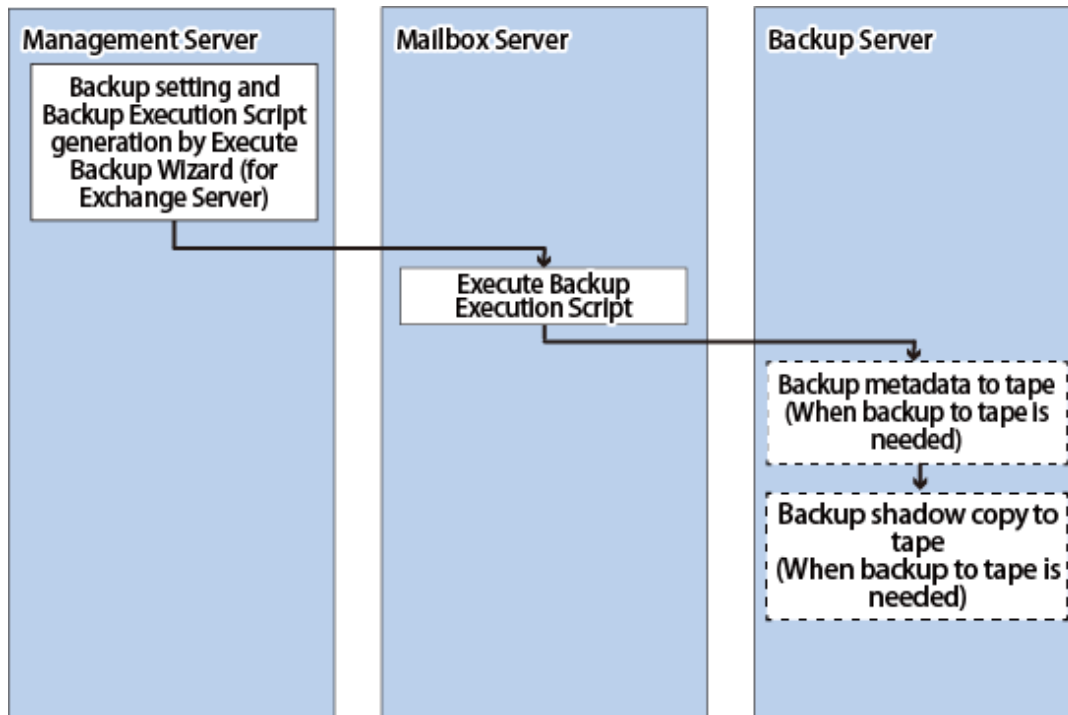 Management Server
Backup setting and
Backup Execution Script
generation by Execute
Backup Wizard (for
Exchange Server)
Mailbox Server
Execute Backup
Execution Script
Backup Server
Backup metadata to tape
(When backup to tape is
needed)
Backup shadow copy to
tape
(When backup to tape is
needed)